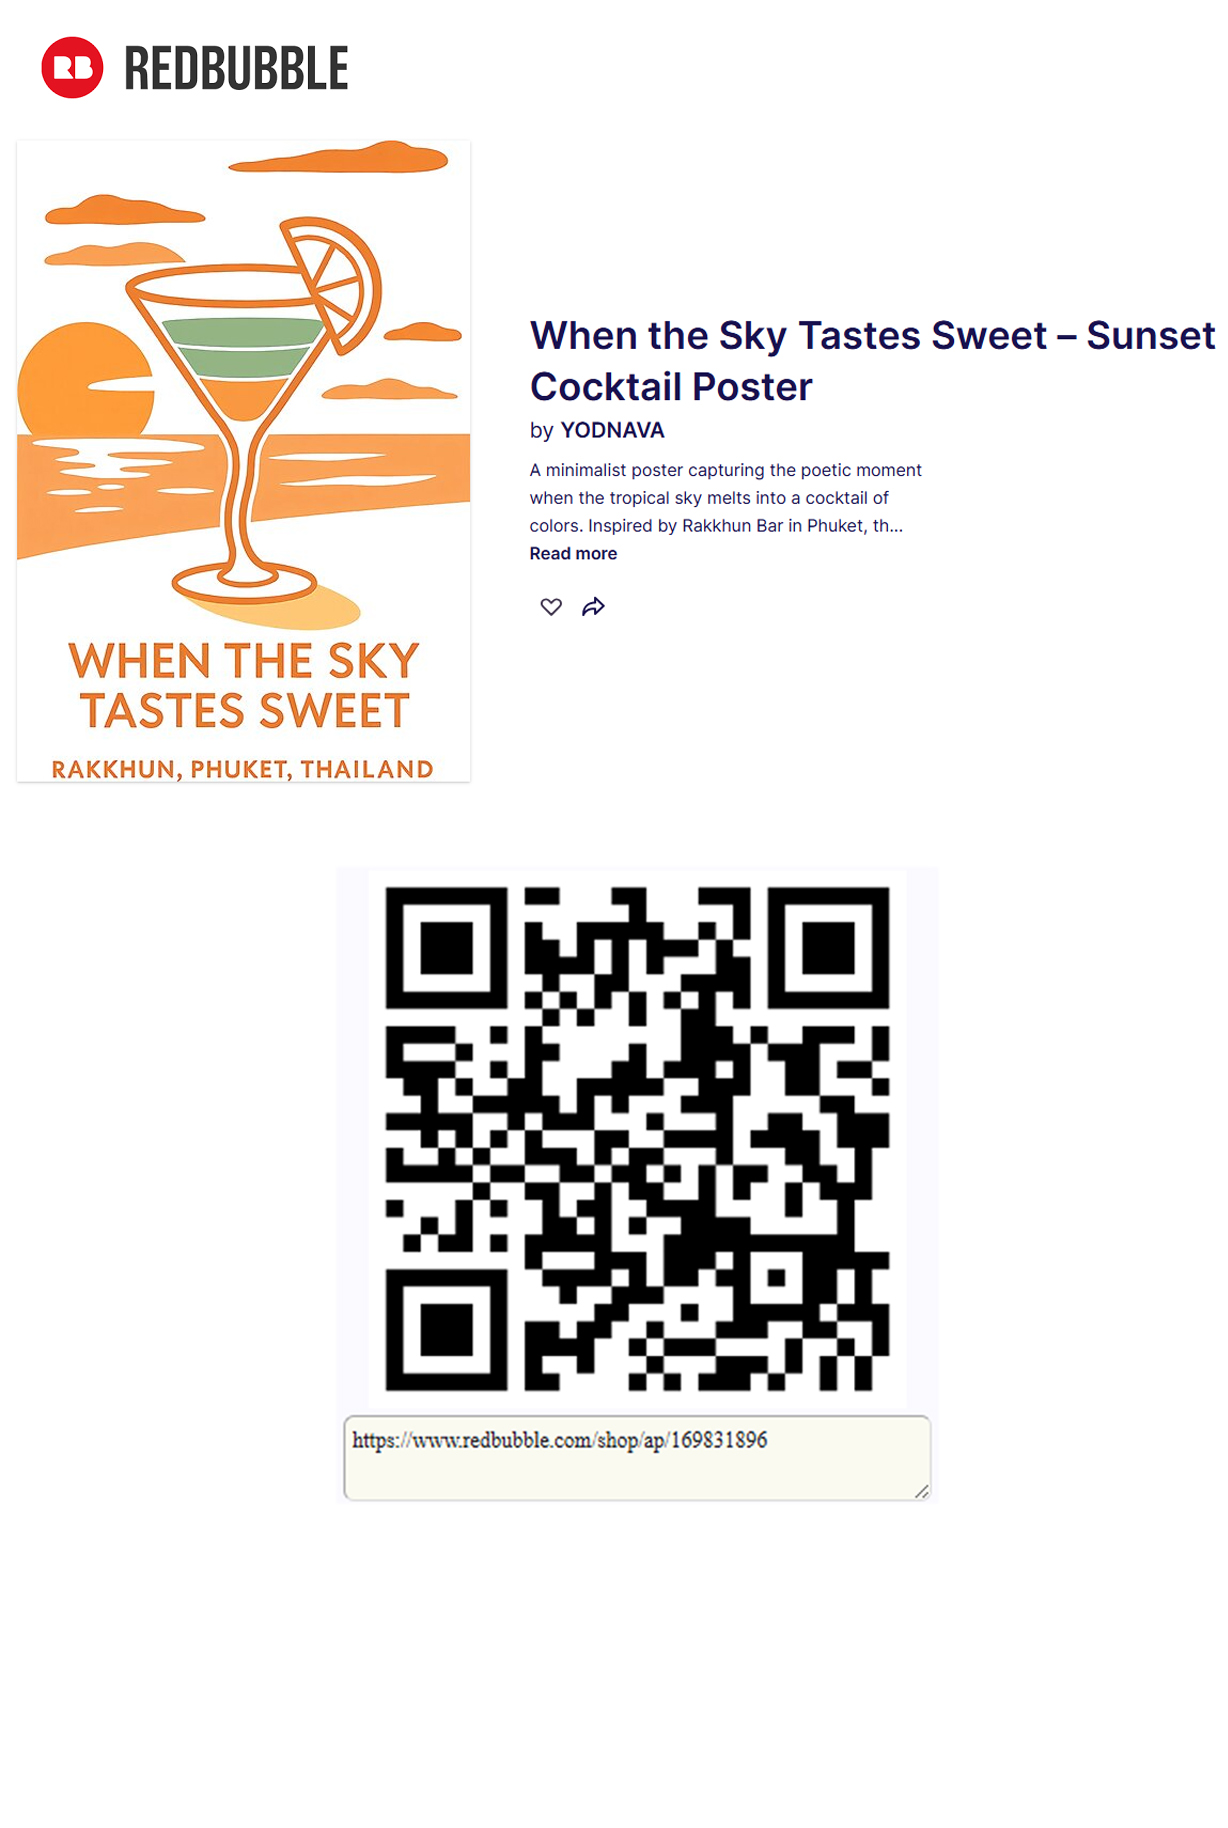 RB REDBUBBLE
WHEN THE SKY
TASTES SWEET
RAKKHUN, PHUKET, THAILAND
When the Sky Tastes Sweet – Sunset
Cocktail Poster
by YODNAVA
A minimalist poster capturing the poetic moment
when the tropical sky melts into a cocktail of
colors. Inspired by Rakkhun Bar in Phuket, th...
Read more
https://www.redbubble.com/shop/ap/169831896